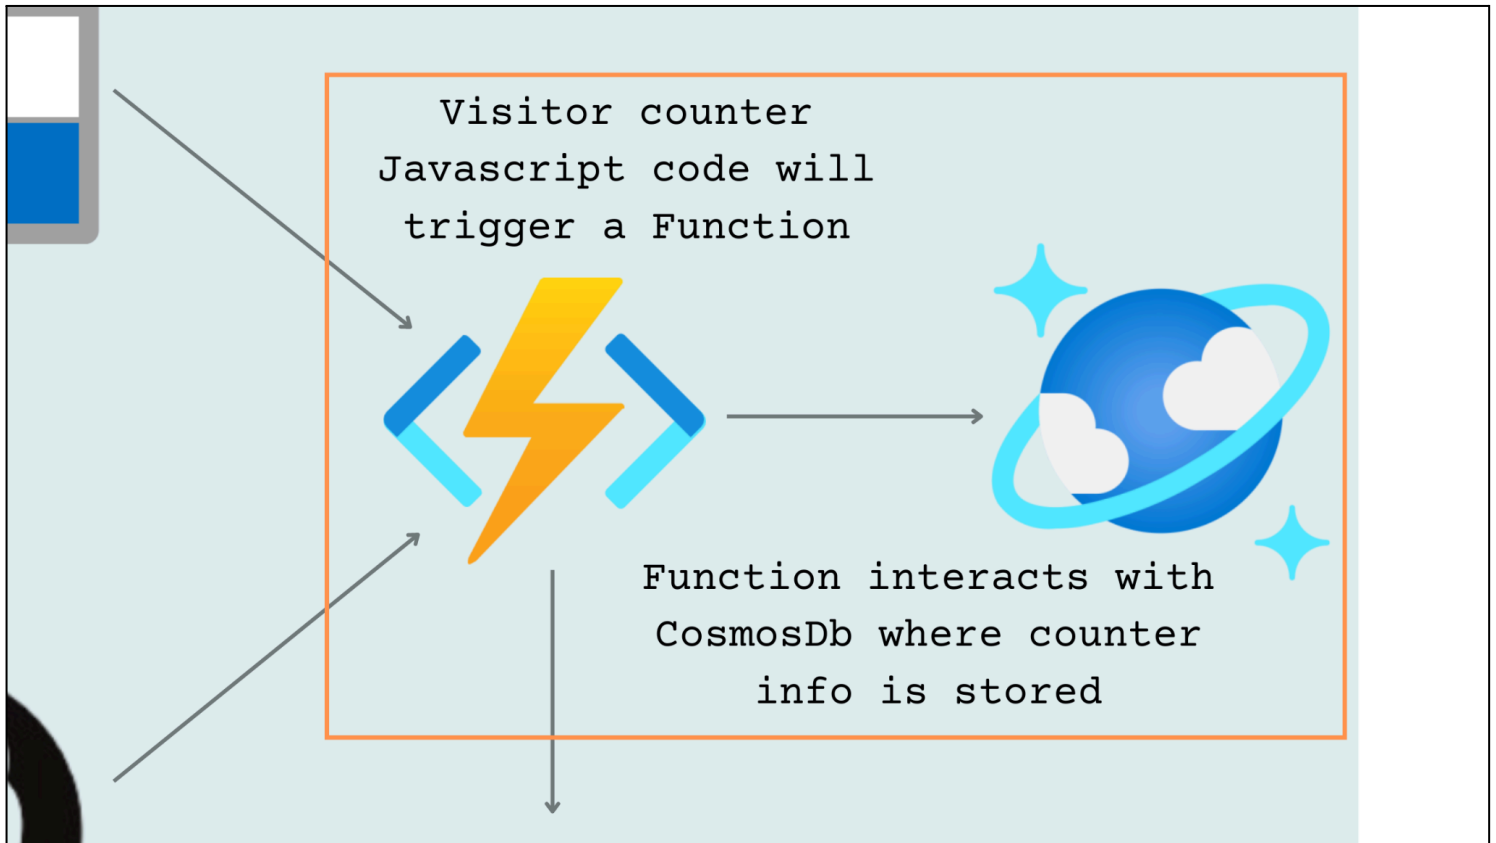 Visitor counter
Javascript code will
trigger a Function
Function interacts with
CosmosDb where counter
info is stored